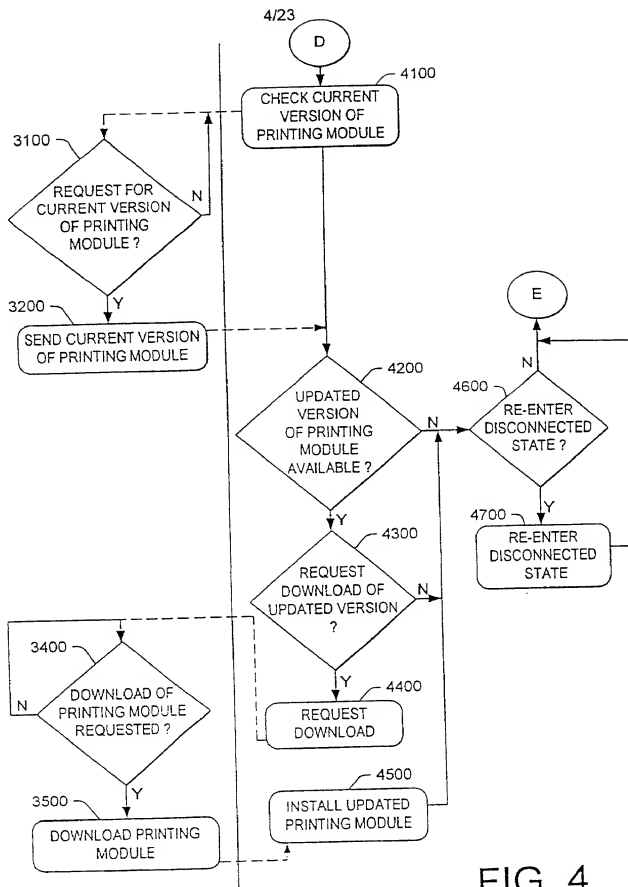 4/23
D
4100
CHECK CURRENT
VERSION OF
PRINTING MODULE
3100
REQUEST FOR
CURRENT VERSION
OF PRINTING
MODULE ?
N
Y
3200
SEND CURRENT VERSION
OF PRINTING MODULE
4200
UPDATED
VERSION
OF PRINTING
MODULE
AVAILABLE ?
N
Y
E
N
4600
RE-ENTER
DISCONNECTED
STATE ?
Y
4700
RE-ENTER
DISCONNECTED
STATE
4300
REQUEST
DOWNLOAD OF
UPDATED VERSION
?
N
Y
4400
REQUEST
DOWNLOAD
3400
DOWNLOAD OF
PRINTING MODULE
REQUESTED ?
N
Y
3500
DOWNLOAD PRINTING
MODULE
4500
INSTALL UPDATED
PRINTING MODULE
FIG. 4